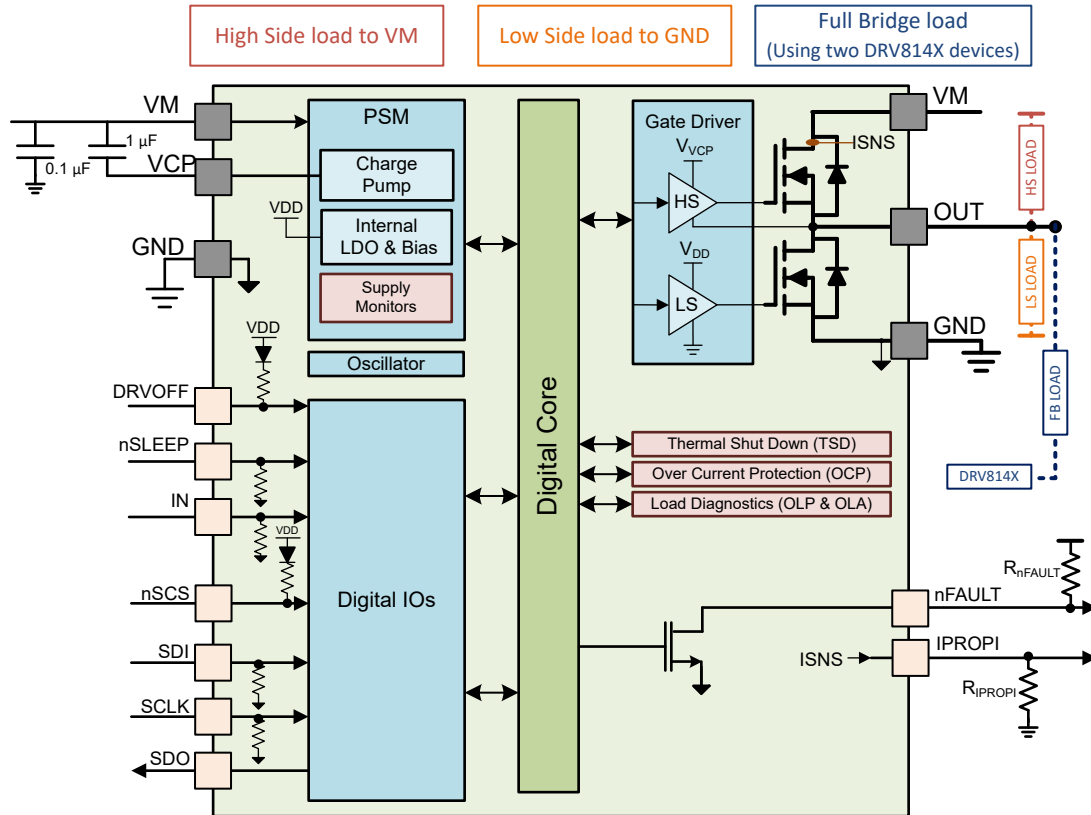 High Side load to VM
Low Side load to GND
Full Bridge load
(Using two DRV814X devices)
VM
0.1 µF
1 µF
VCP
GND
PSM
Charge
Pump
VDD
Internal
LDO & Bias
Supply
Monitors
Oscillator
VDD
DRVOFF
nSLEEP
IN
VDD
nSCS
SDI
SCLK
SDO
Digital IOs
Digital Core
Gate Driver
VVCP
HS
VDD
LS
ISNS
VM
OUT
GND
HS LOAD
LS LOAD
FB LOAD
DRV814X
Thermal Shut Down (TSD)
Over Current Protection (OCP)
Load Diagnostics (OLP & OLA)
RnFAULT
nFAULT
ISNS
IPROPI
RIPROPI